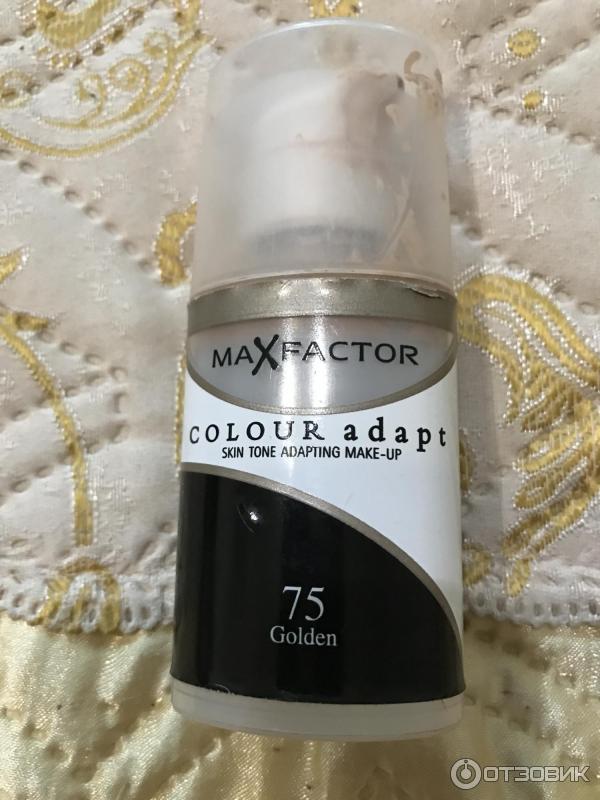 MAXFACTOR
COLOUR adapt
SKIN TONE ADAPTING MAKE-UP
75
Golden
ОТЗОВИК